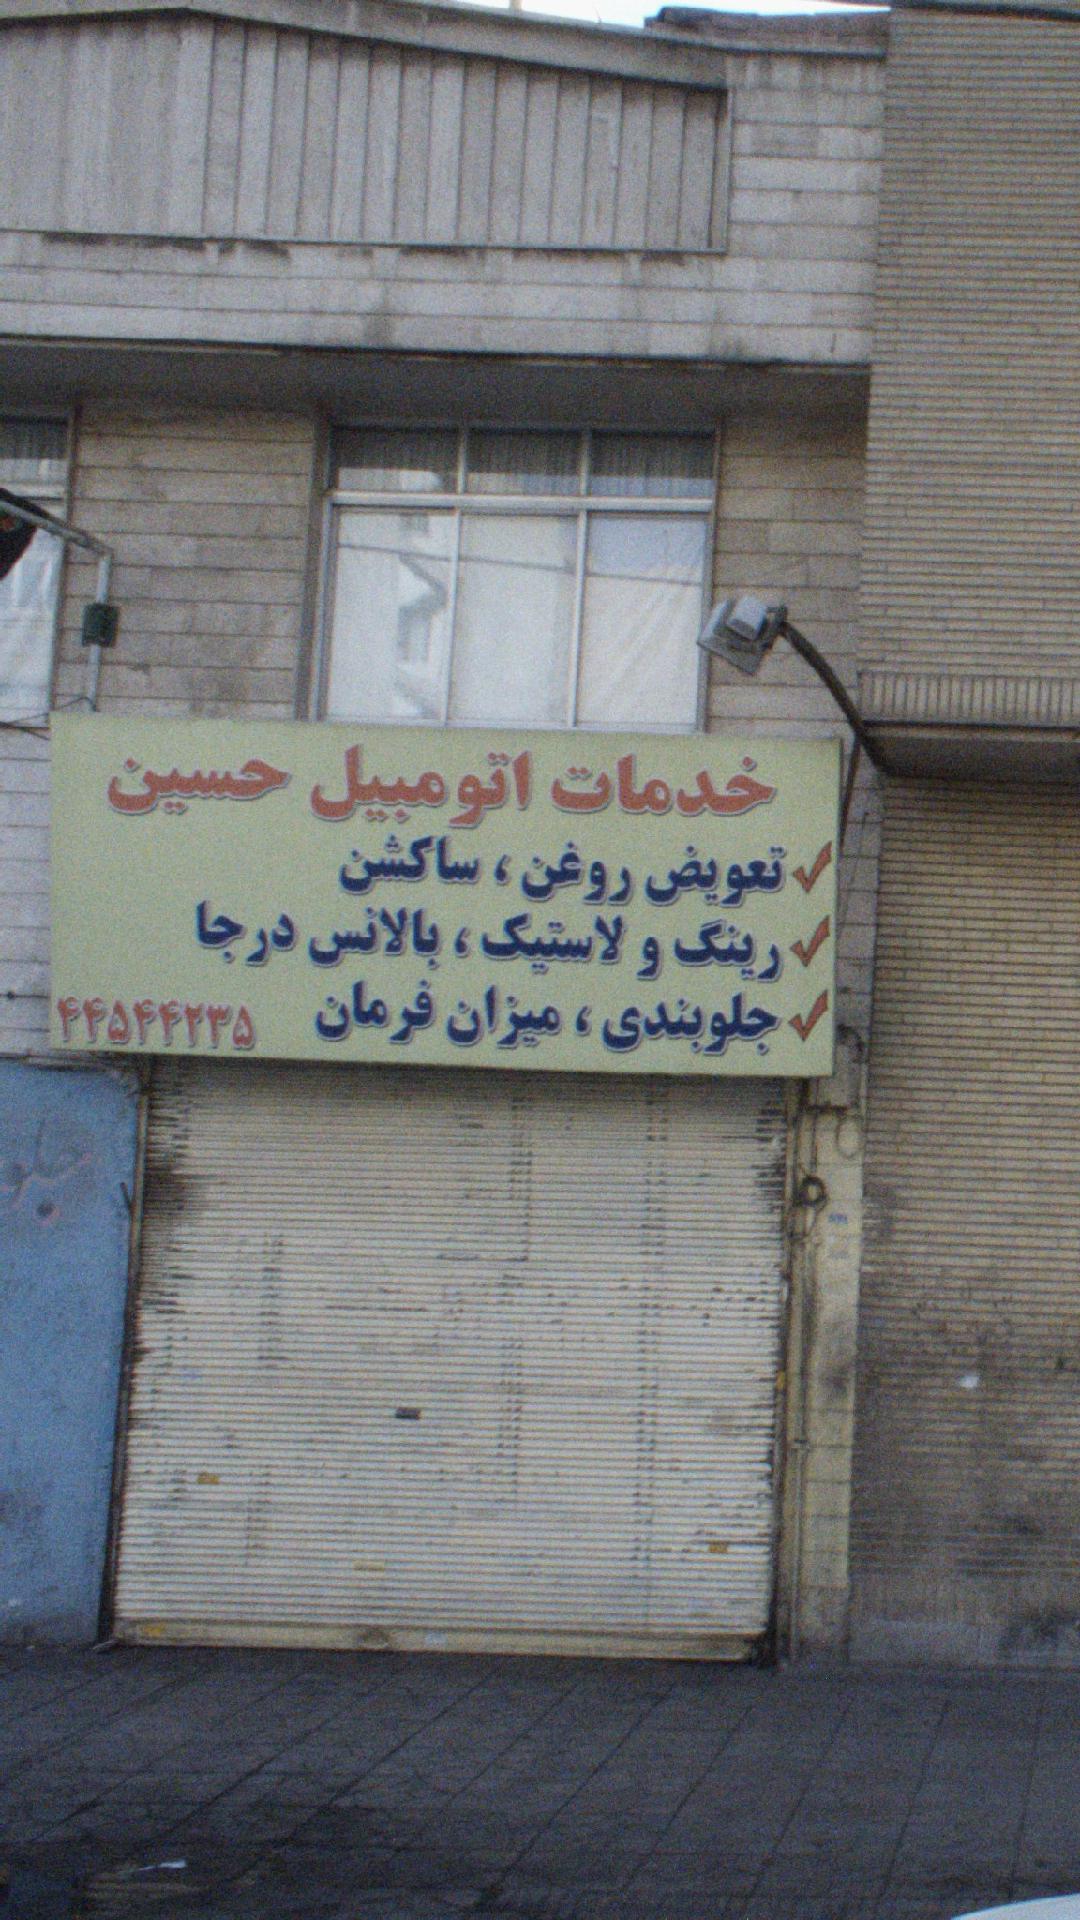 خدمات اتومبیل حسین
تعویض روغن ، ساکشن
رینگ و لاستیک ، بالانس درجا
جلوبندی ، میزان فرمان
۴۴۵۴۴۲۳۵